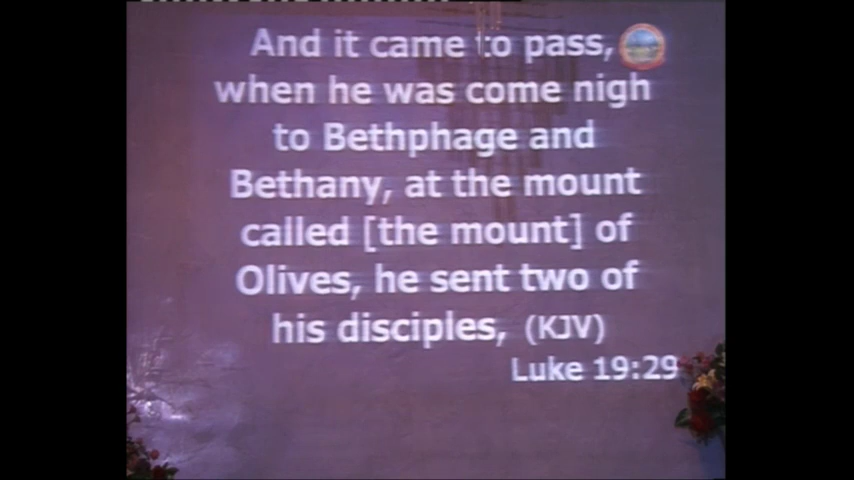 And it came to pass,
when he was come nigh
to Bethphage and
Bethany, at the mount
called [the mount] of
Olives, he sent two of
his disciples, (KJV)
Luke 19:29